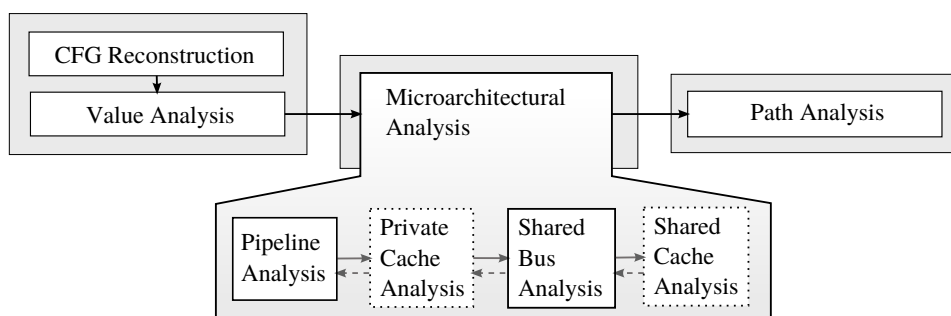 CFG Reconstruction
Value Analysis
Microarchitectural
Analysis
Path Analysis
Pipeline
Analysis
Private
Cache
Analysis
Shared
Bus
Analysis
Shared
Cache
Analysis